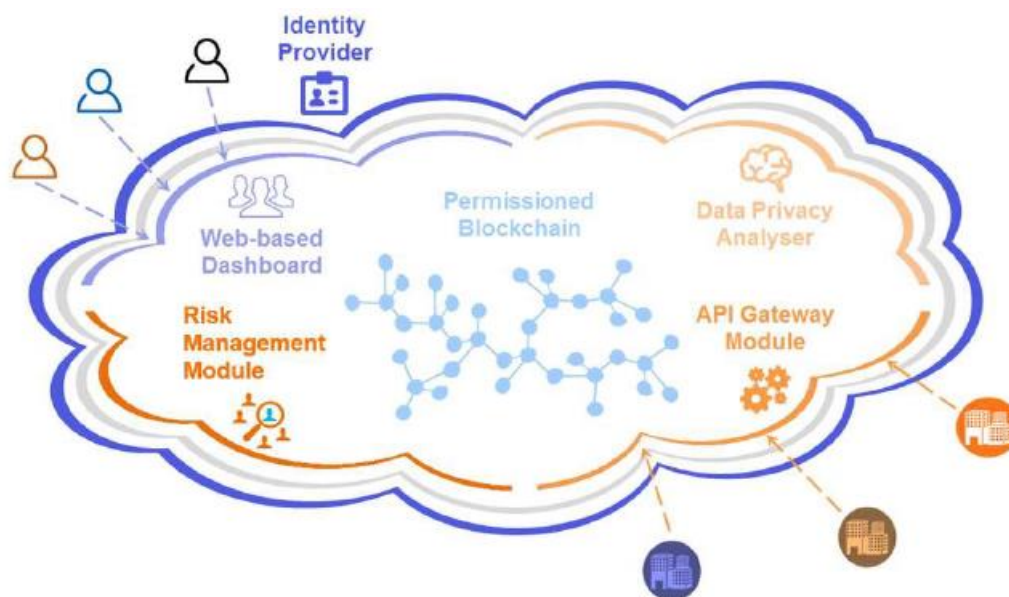 Identity
Provider
Web-based
Dashboard
Permissioned
Blockchain
Data Privacy
Analyser
Risk
Management
Module
API Gateway
Module